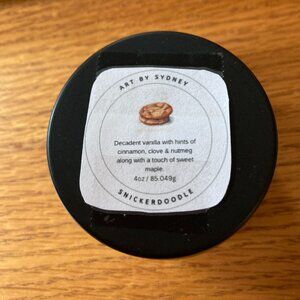 ART BY SYDNEY
Decadent vanilla with hints of
cinnamon, clove & nutmeg
along with a touch of sweet
maple.
4oz / 85.049g
SNICKERDOODLE